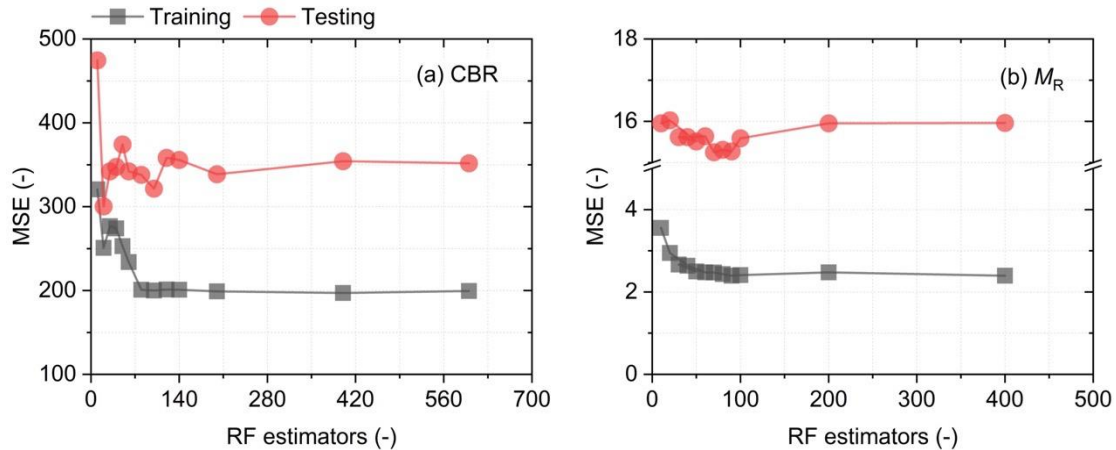 Training Testing
500
400
300
200
100
MSE (-)
(a) CBR
0 140 280 420 560 700
RF estimators (-)
18
16
4
2
0
MSE (-)
(b) MR
0 100 200 300 400 500
RF estimators (-)